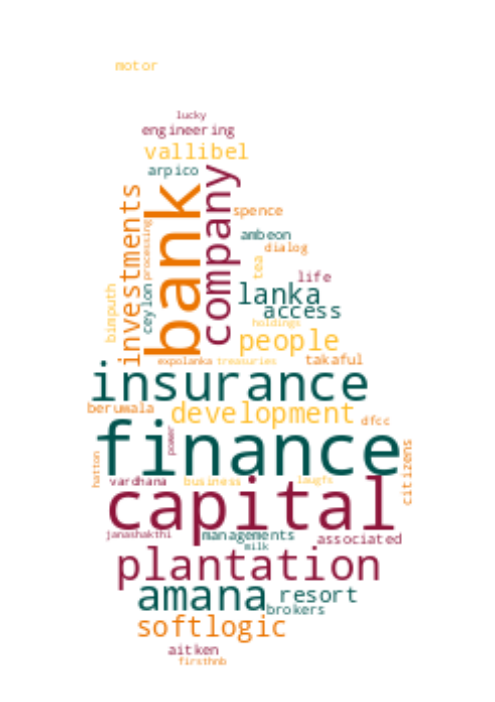 motor
lucky
engineering
vallibel
arpico
bank
company
investments
processing
spence
ambeon
dialog
tea
life
ceylon
bimputh
lanka
access
holdings
people
expolanka
treasuries
takaful
insurance
berumala
development
dfcc
finance
power
citizens
hatton
vardhana
business
laugfs
capital
janashakthi
managements
associated
milk
plantation
amana
resort
brokers
softlogic
aitken
firsthnb